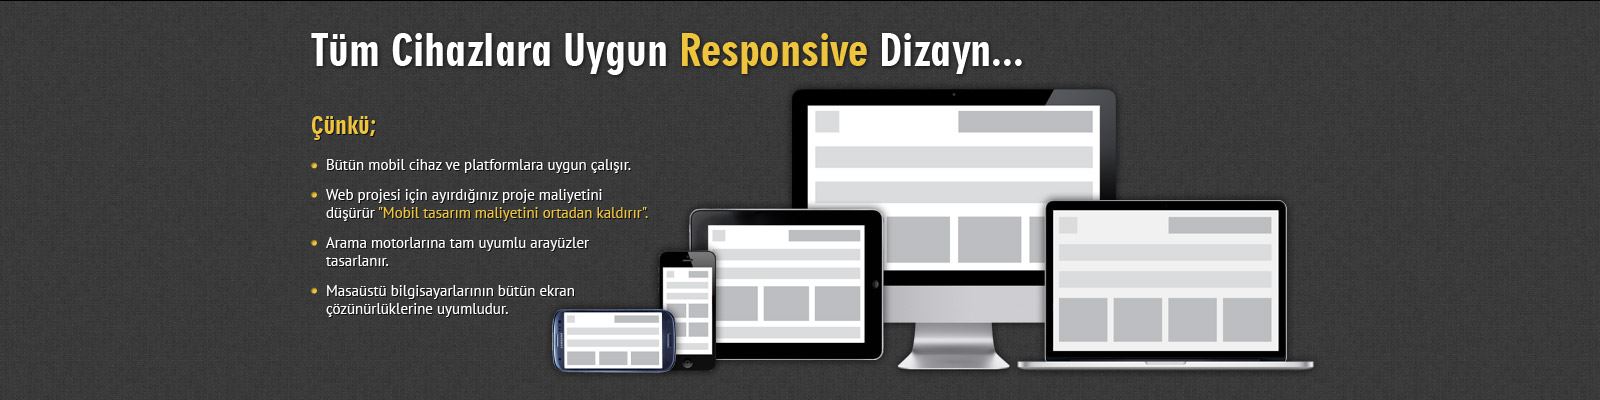 Tüm Cihazlara Uygun Responsive Dizayn...
Çünkü;
Bütün mobil cihaz ve platformlara uygun çalışır.
Web projesi için ayırdığınız proje maliyetini
düşürür "Mobil tasarım maliyetini ortadan kaldırır".
Arama motorlarına tam uyumlu arayüzler
tasarlanır.
Masaüstü bilgisayarlarının bütün ekran
çözünürlüklerine uyumludur.